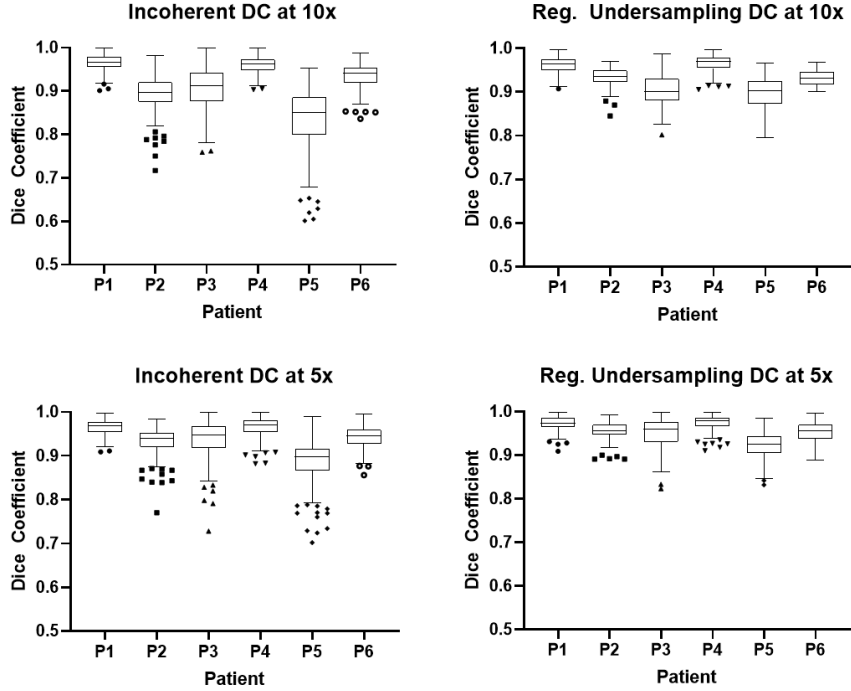 Incoherent DC at 10x
1.0
0.9
0.8
0.7
0.6
0.5
Dice Coefficient
P1 P2 P3 P4 P5 P6
Patient
Reg. Undersampling DC at 10x
1.0
0.9
0.8
0.7
0.6
0.5
Dice Coefficient
P1 P2 P3 P4 P5 P6
Patient
Incoherent DC at 5x
1.0
0.9
0.8
0.7
0.6
0.5
Dice Coefficient
P1 P2 P3 P4 P5 P6
Patient
Reg. Undersampling DC at 5x
1.0
0.9
0.8
0.7
0.6
0.5
Dice Coefficient
P1 P2 P3 P4 P5 P6
Patient